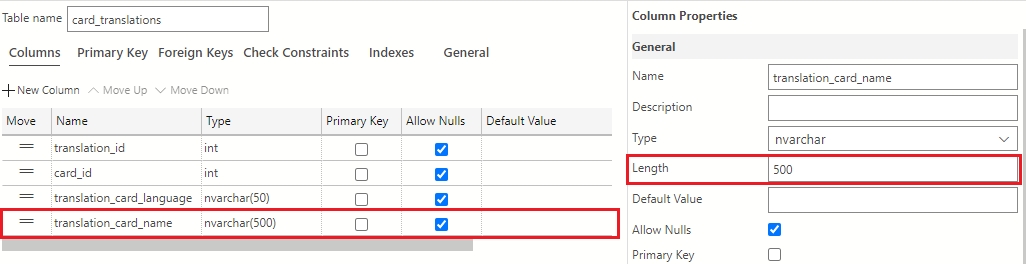 Table name card_translations
Columns Primary Key Foreign Keys Check Constraints Indexes General
New Column Move Up Move Down
Move Name Type Primary Key Allow Nulls Default Value
translation_id int
card_id int
translation_card_language nvarchar(50)
translation_card_name nvarchar(500)
Column Properties
General
Name translation_card_name
Description
Type nvarchar
Length 500
Default Value
Allow Nulls
Primary Key